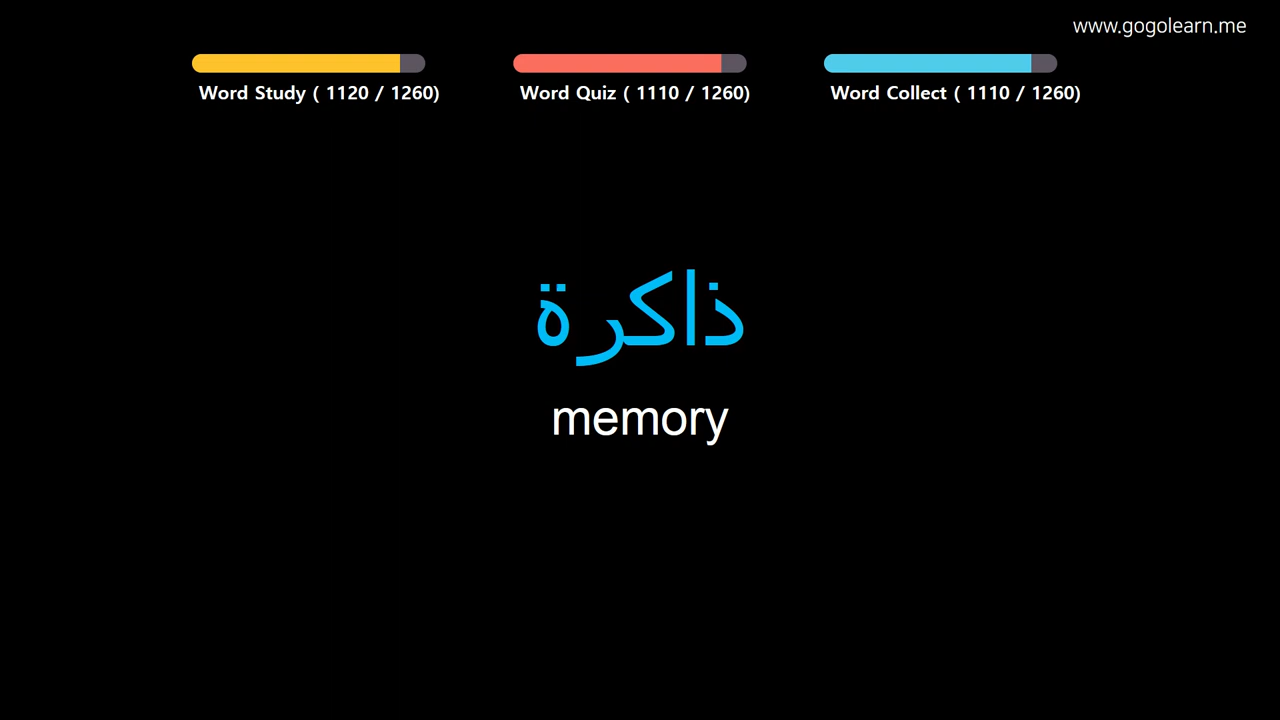 www.gogolearn.me
Word Study ( 1120 / 1260)
Word Quiz ( 1110 / 1260)
Word Collect ( 1110 / 1260)
ذاكرة
memory